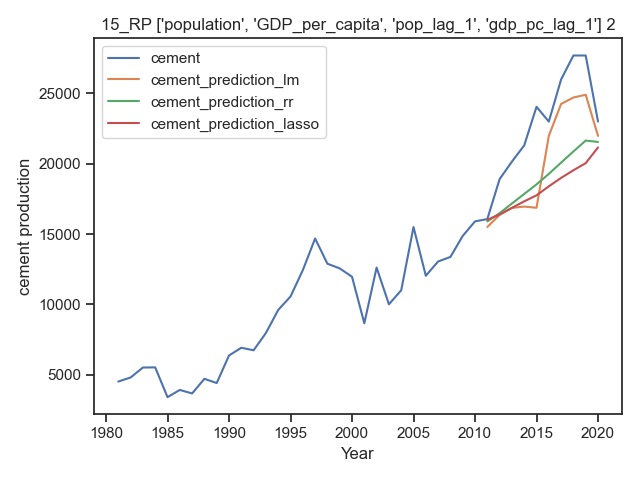 15_RP ['population', 'GDP_per_capita', 'pop_lag_1', 'gdp_pc_lag_1'] 2
cement
cement_prediction_lm
cement_prediction_rr
cement_prediction_lasso
25000
20000
15000
10000
5000
cement production
1980 1985 1990 1995 2000 2005 2010 2015 2020
Year